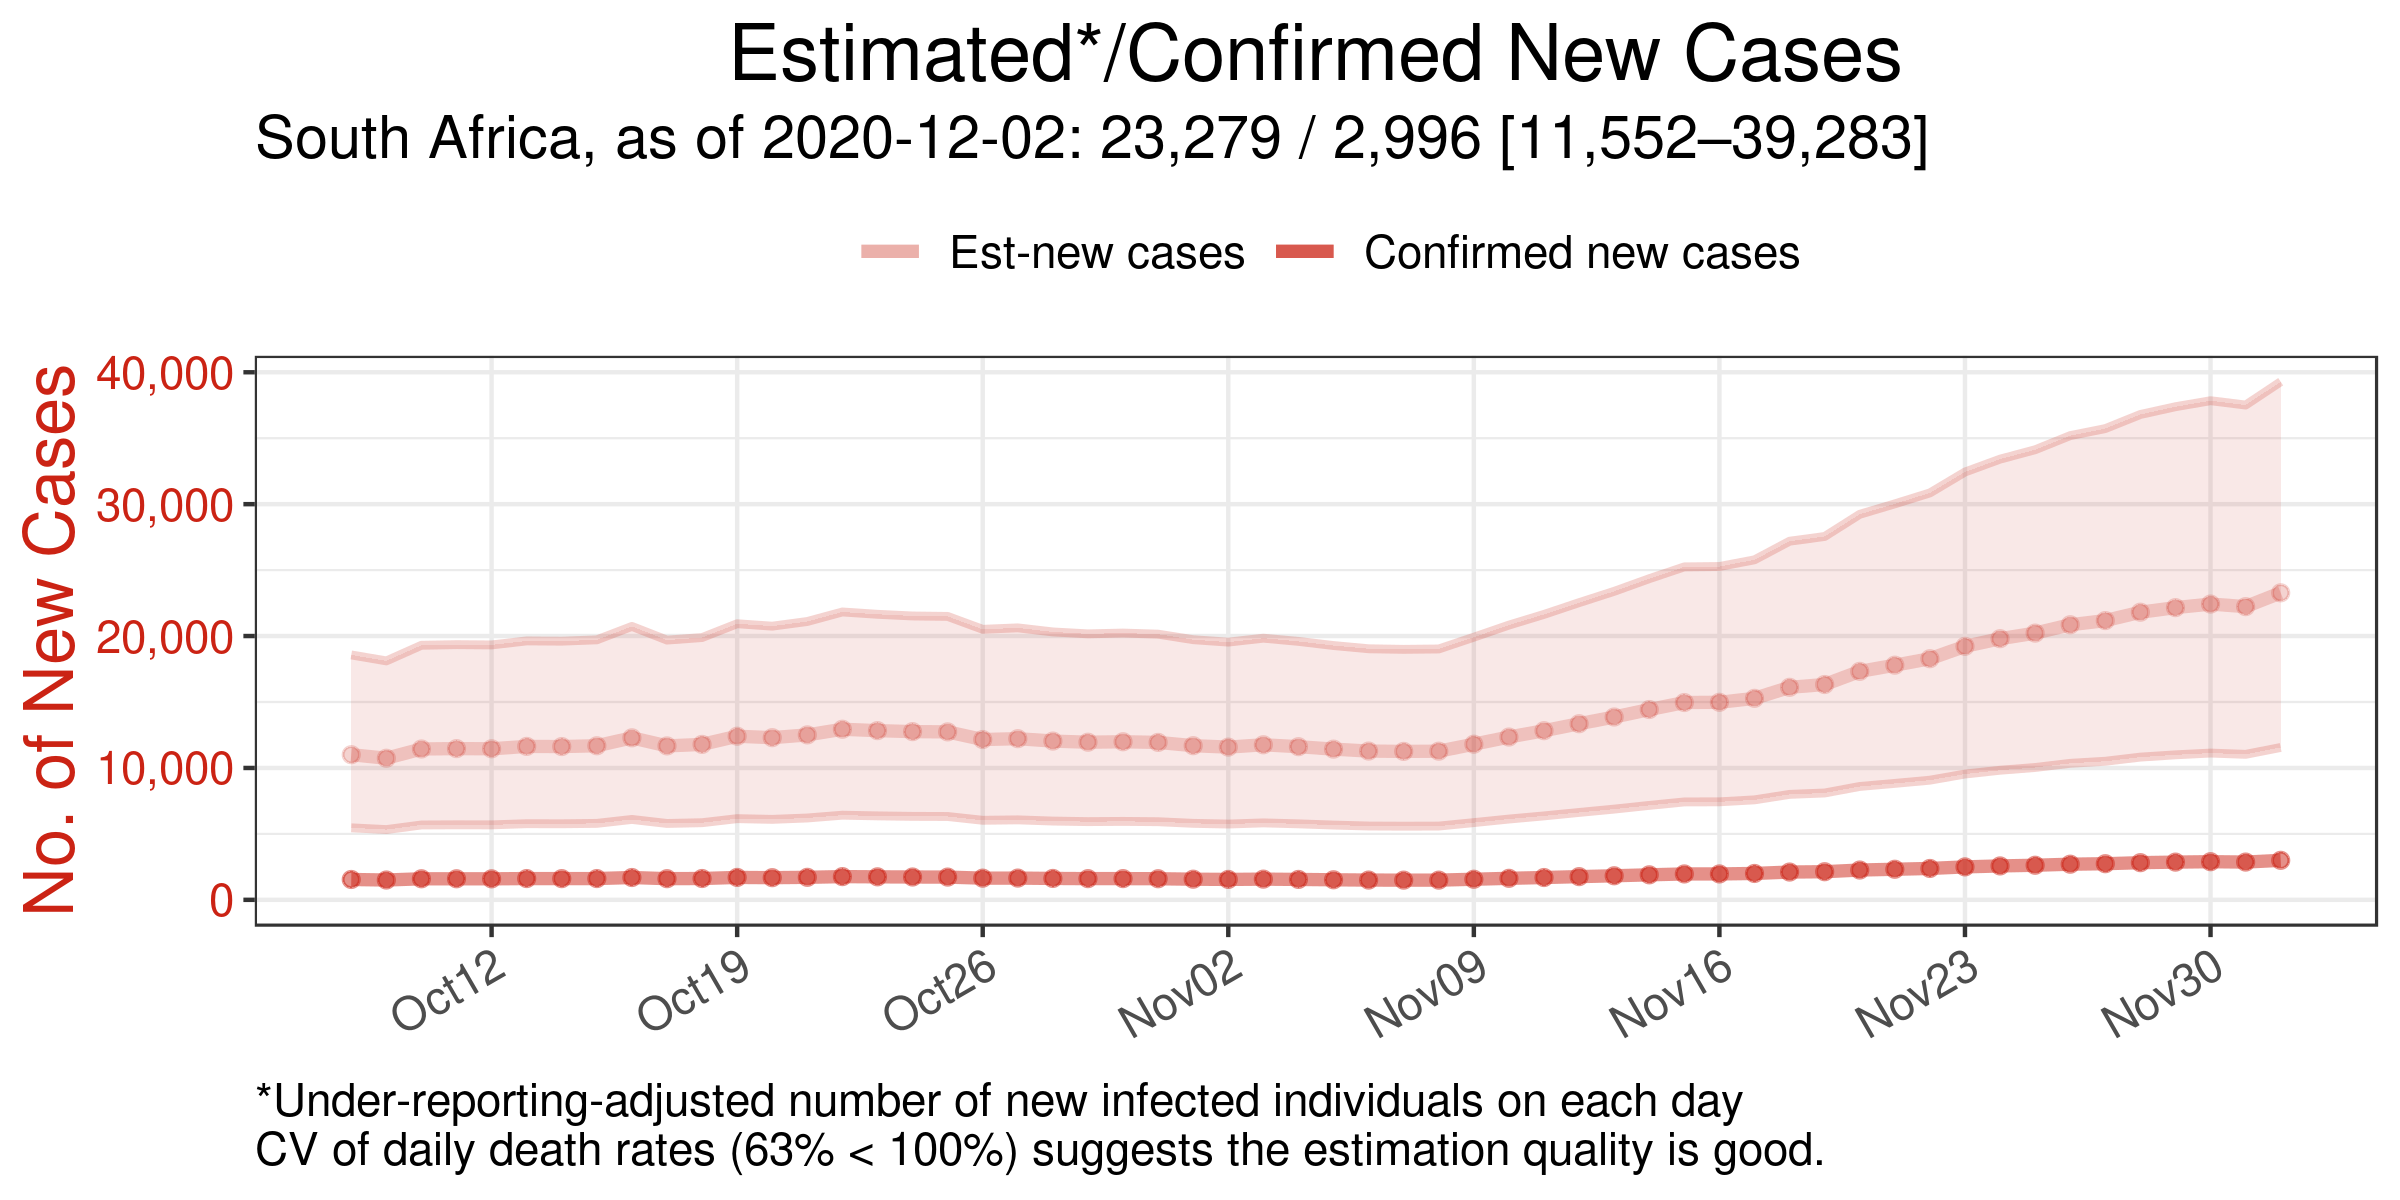 Estimated*/Confirmed New Cases
South Africa, as of 2020-12-02: 23,279 / 2,996 [11,552–39,283]
Est-new cases
Confirmed new cases
No. of New Cases
40,000
30,000
20,000
10,000
0
Oct12
Oct19
Oct26
Nov02
Nov09
Nov16
Nov23
Nov30
*Under-reporting-adjusted number of new infected individuals on each day
CV of daily death rates (63% < 100%) suggests the estimation quality is good.